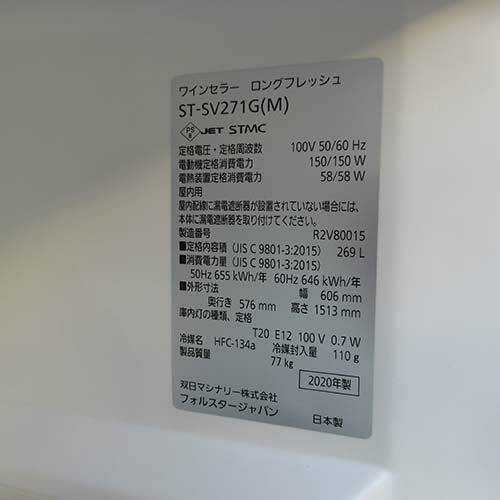 ワインセラー ロングフレッシュ
ST-SV271G(M)
PS E JET STMC
定格電圧・定格周波数 100V 50/60 Hz
電動機定格消費電力 150/150 W
電熱装置定格消費電力 58/58 W
屋内用
屋内配線に漏電遮断器が設置されていない場合には、
本体に漏電遮断器を取り付けてください。
製造番号 R2V80015
■定格内容積（JIS C 9801-3:2015） 269 L
■消費電力量（JIS C 9801-3:2015）
50Hz 655 kWh/年 60Hz 646 kWh/年
■外形寸法 幅 606 mm
奥行き 576 mm 高さ 1513 mm
庫内灯の種類、定格
T20 E12 100 V 0.7 W
冷媒名 HFC-134a 冷媒封入量 110 g
製品質量 77 kg
2020年製
双日マシナリー株式会社
フォルスタージャパン 日本製